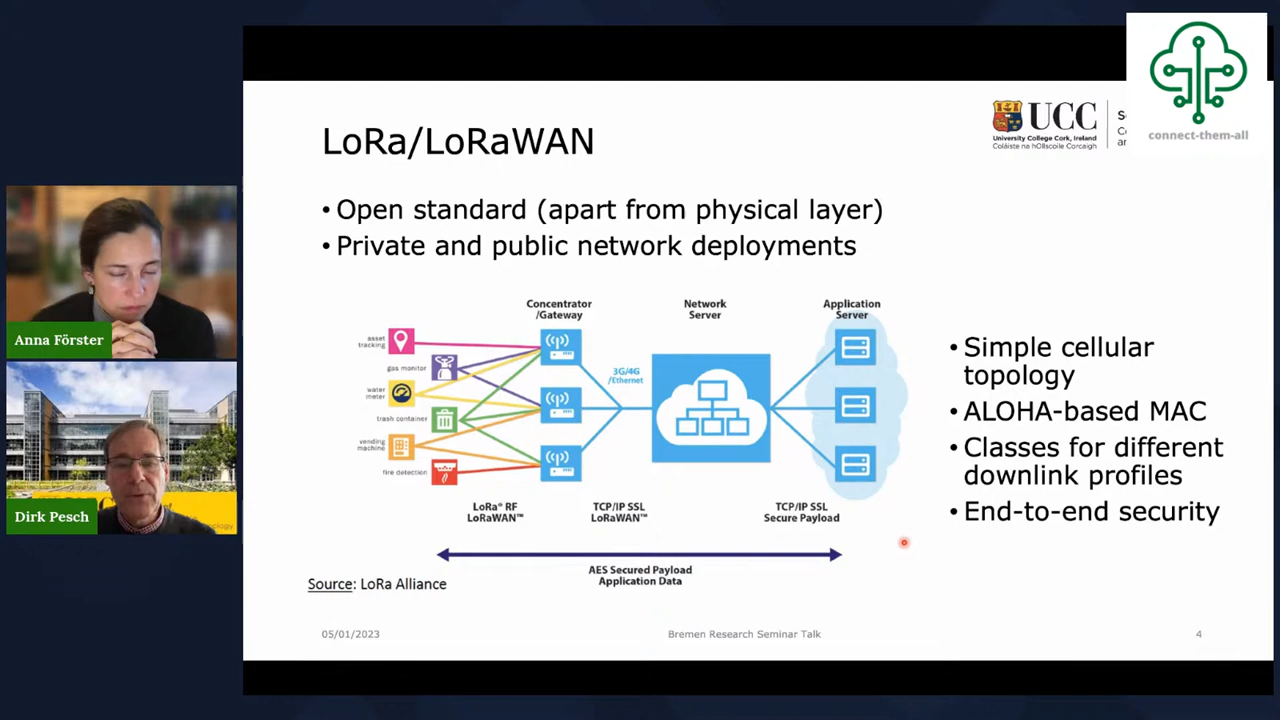 LoRa/LoRaWAN
UCC
University College Cork, Ireland
Coláiste na hOllscoile Corcaigh
connect-them-all
• Open standard (apart from physical layer)
• Private and public network deployments
Anna Förster
Dirk Pesch
Concentrator
/Gateway
Network
Server
Application
Server
asset
tracking
gas monitor
water
meter
trash container
vending
machine
fire detection
3G/4G
/Ethernet
LoRa® RF
LoRaWAN™
TCP/IP SSL
LoRaWAN™
TCP/IP SSL
Secure Payload
AES Secured Payload
Application Data
• Simple cellular
topology
• ALOHA-based MAC
• Classes for different
downlink profiles
• End-to-end security
Source: LoRa Alliance
05/01/2023
Bremen Research Seminar Talk
4